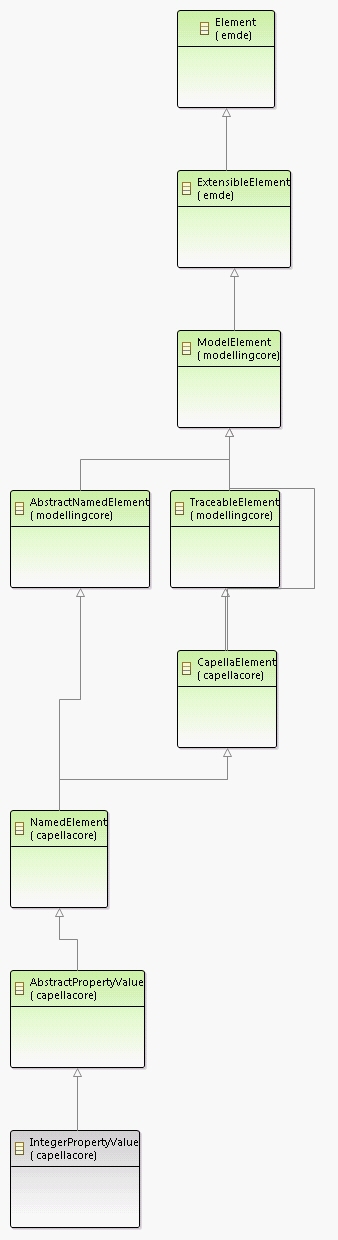 Element
( emde)
ExtensibleElement
( emde)
ModelElement
( modellingcore)
AbstractNamedElement
( modellingcore)
TraceableElement
( modellingcore)
CapellaElement
( capellacore)
NamedElement
( capellacore)
AbstractPropertyValue
( capellacore)
IntegerPropertyValue
( capellacore)